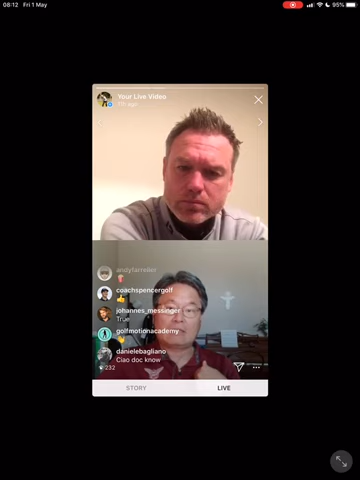 08:12 Fri 1 May
95%
Your Live Video
andyfarreller
coachspencergolf
johannes_messinger
True
golfmotionacademy
danielebagliano
Ciao doc know
232
STORY LIVE